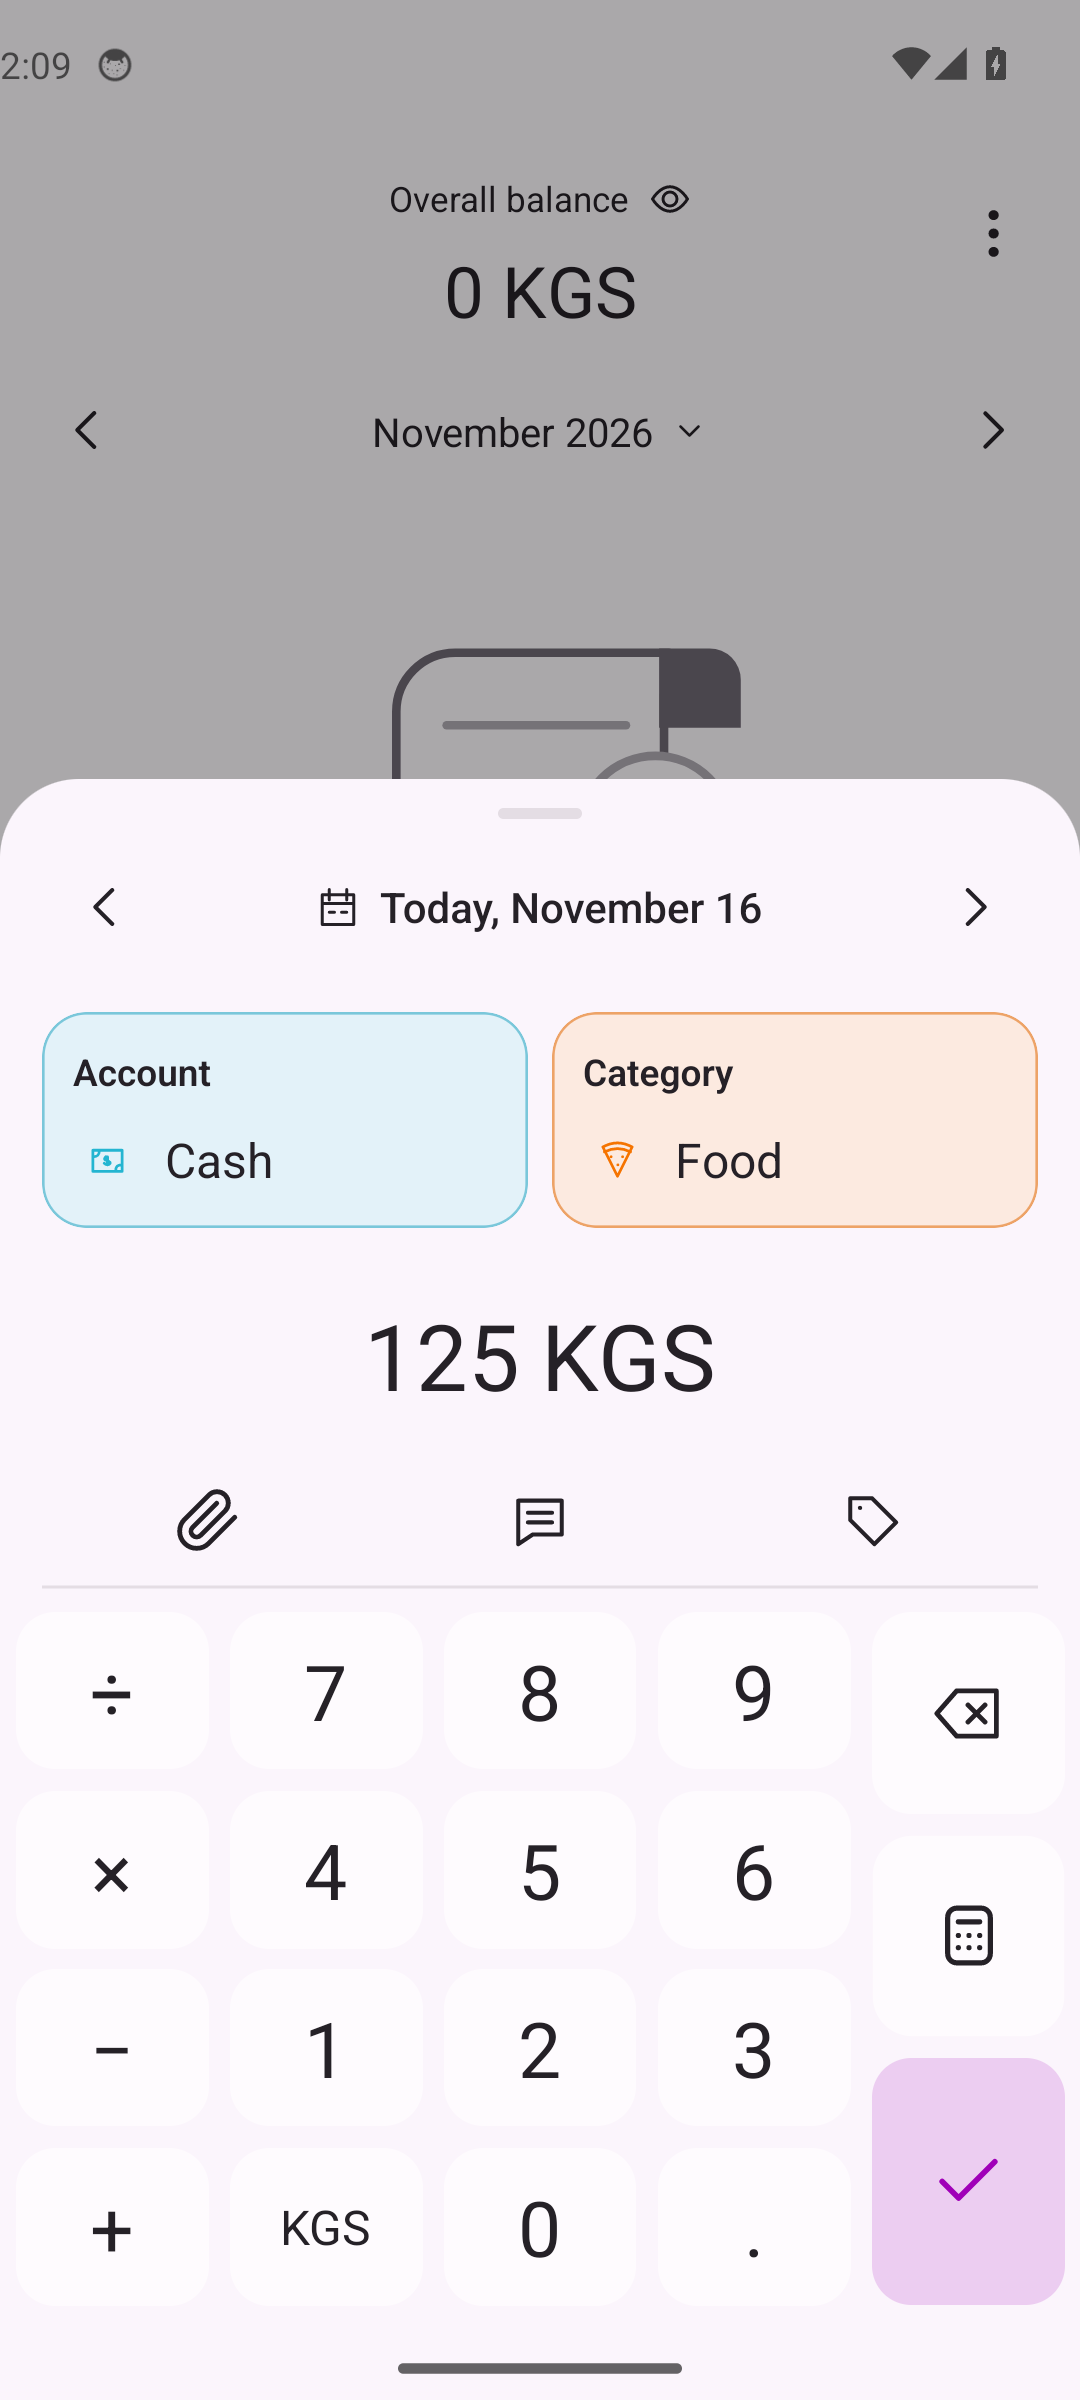 2:09
Overall balance
0 KGS
November 2026
Today, November 16
Account
Cash
Category
Food
125 KGS
÷ 7 8 9
× 4 5 6
− 1 2 3
+ KGS 0 .